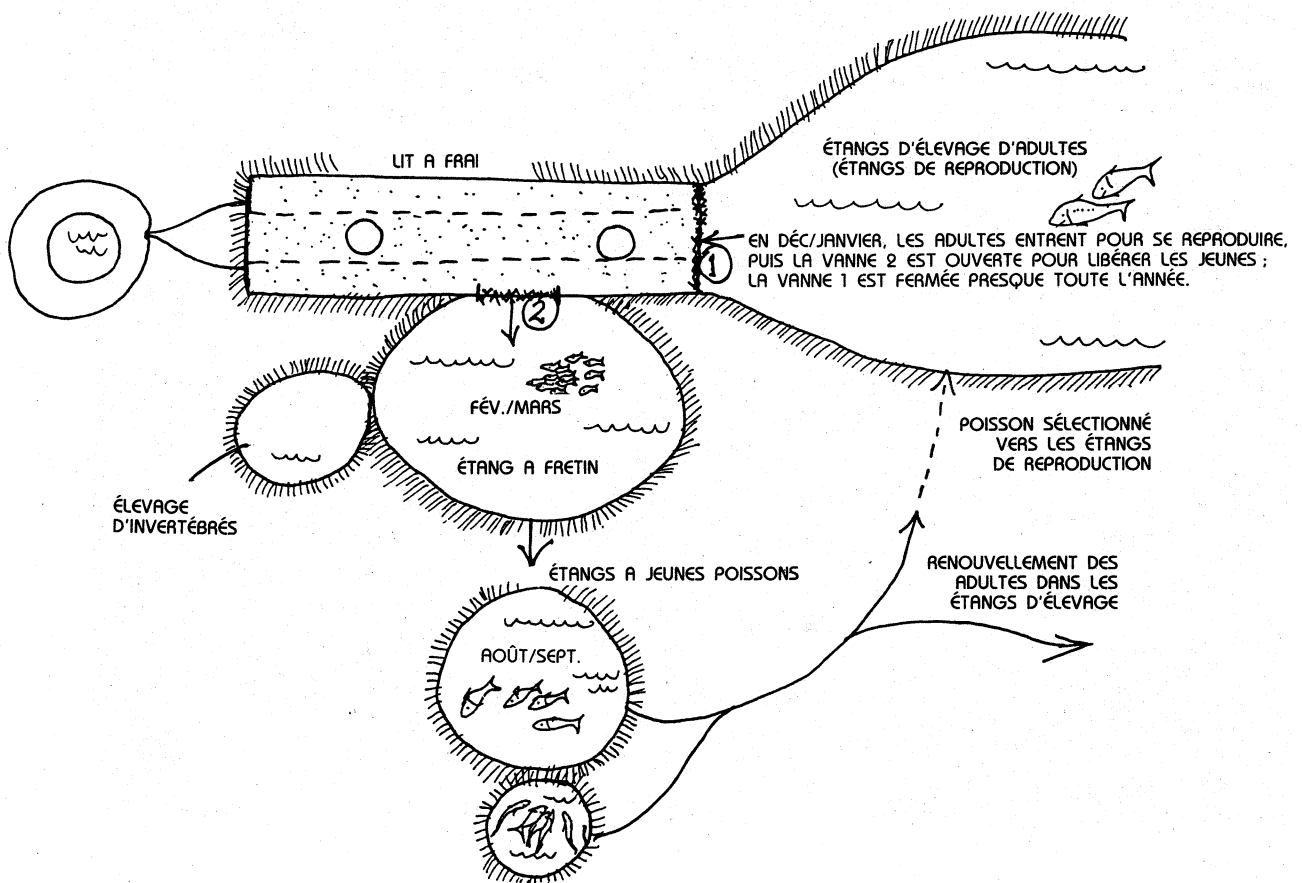 LIT A FRAI
ÉTANGS D'ÉLEVAGE D'ADULTES
(ÉTANGS DE REPRODUCTION)
EN DÉC/JANVIER, LES ADULTES ENTRENT POUR SE REPRODUIRE,
PUIS LA VANNE 2 EST OUVERTE POUR LIBÉRER LES JEUNES ;
LA VANNE 1 EST FERMÉE PRESQUE TOUTE L'ANNÉE.
1
2
FÉV./MARS
ÉTANG A FRETIN
ÉLEVAGE
D'INVERTÉBRÉS
POISSON SÉLECTIONNÉ
VERS LES ÉTANGS
DE REPRODUCTION
ÉTANGS A JEUNES POISSONS
RENOUVELLEMENT DES
ADULTES DANS LES
ÉTANGS D'ÉLEVAGE
AOÛT/SEPT.